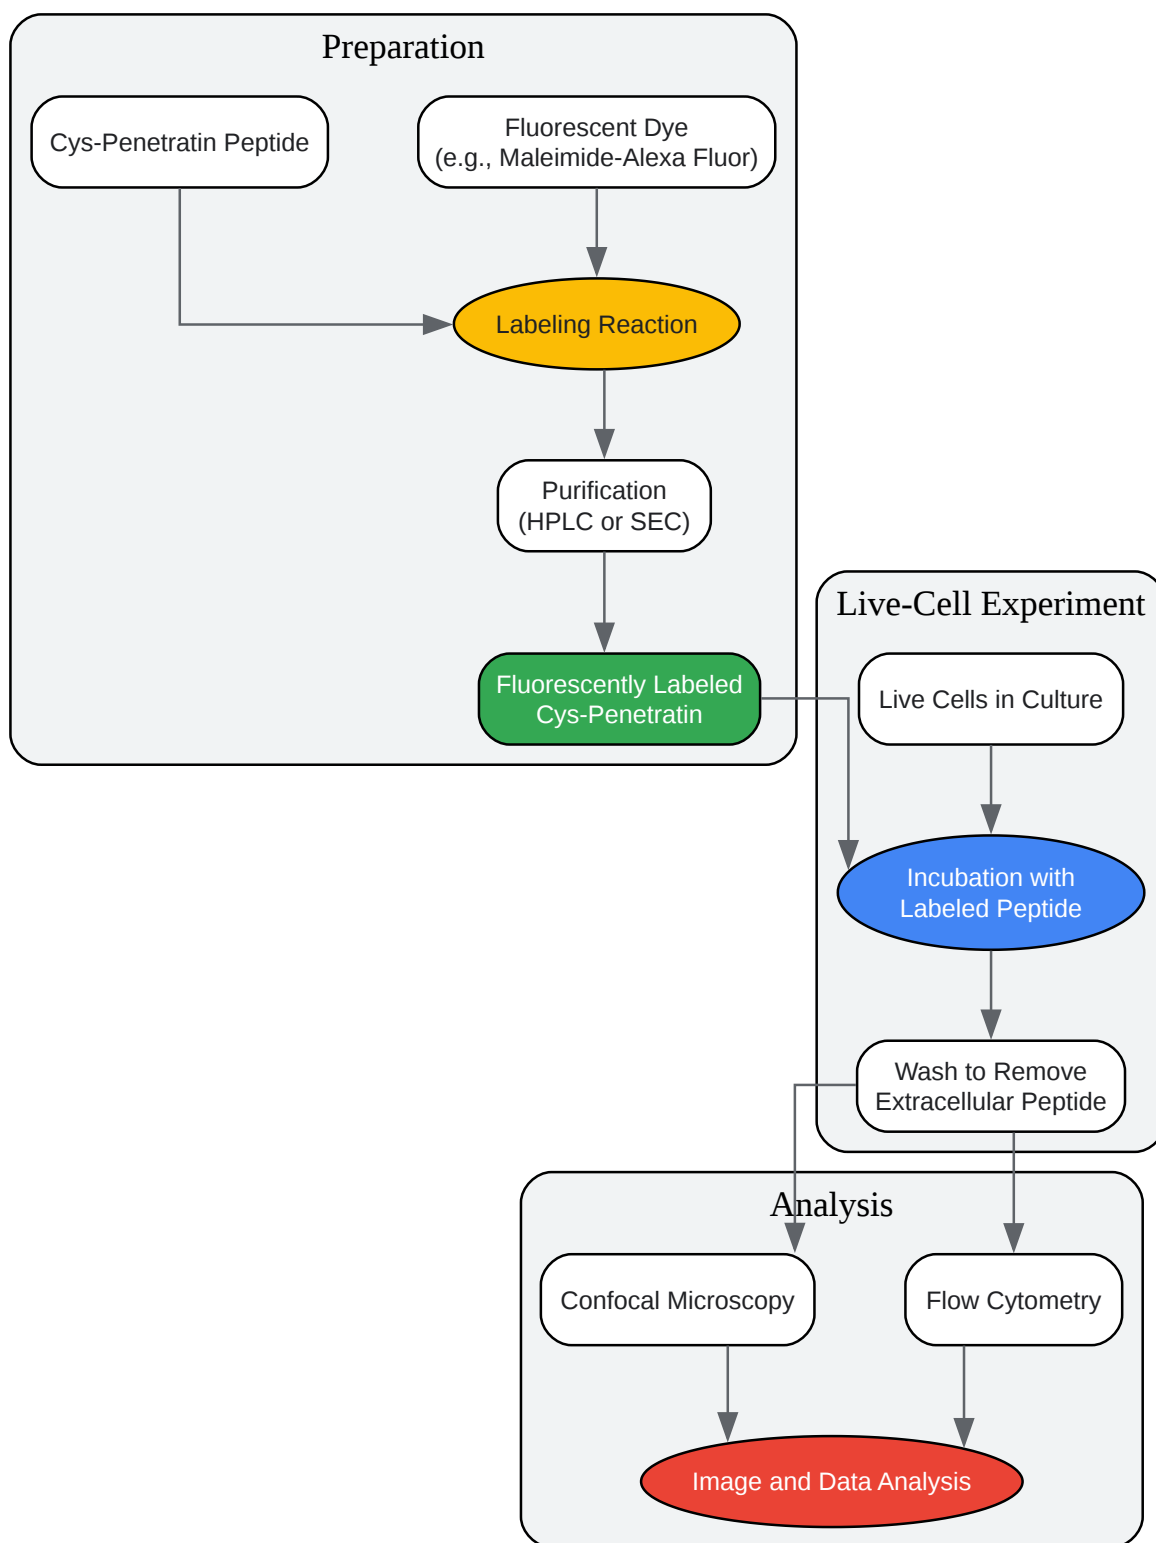 Preparation
Cys-Penetratin Peptide
Fluorescent Dye
(e.g., Maleimide-Alexa Fluor)
Labeling Reaction
Purification
(HPLC or SEC)
Fluorescently Labeled
Cys-Penetratin
Live-Cell Experiment
Live Cells in Culture
Incubation with
Labeled Peptide
Wash to Remove
Extracellular Peptide
Analysis
Confocal Microscopy
Flow Cytometry
Image and Data Analysis